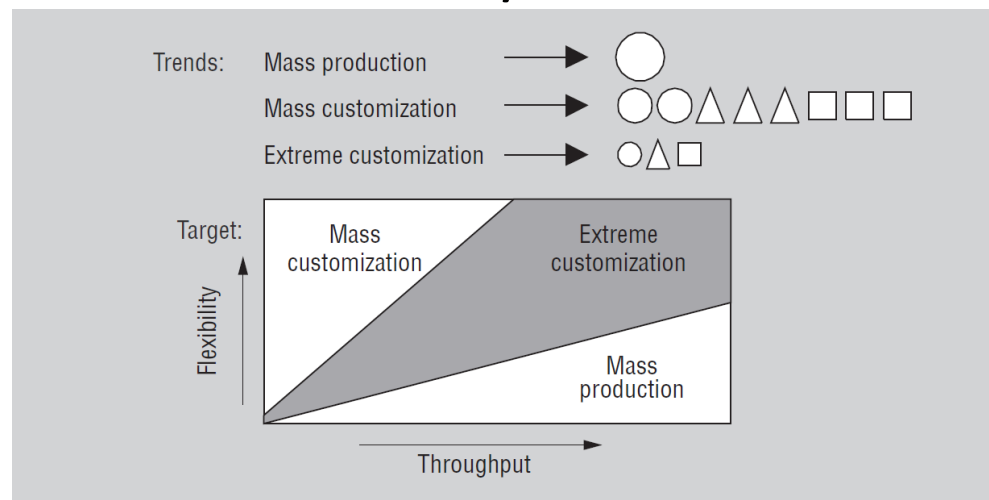 Trends: Mass production
Mass customization
Extreme customization
Target:
Mass
customization
Extreme
customization
Mass
production
Flexibility
Throughput